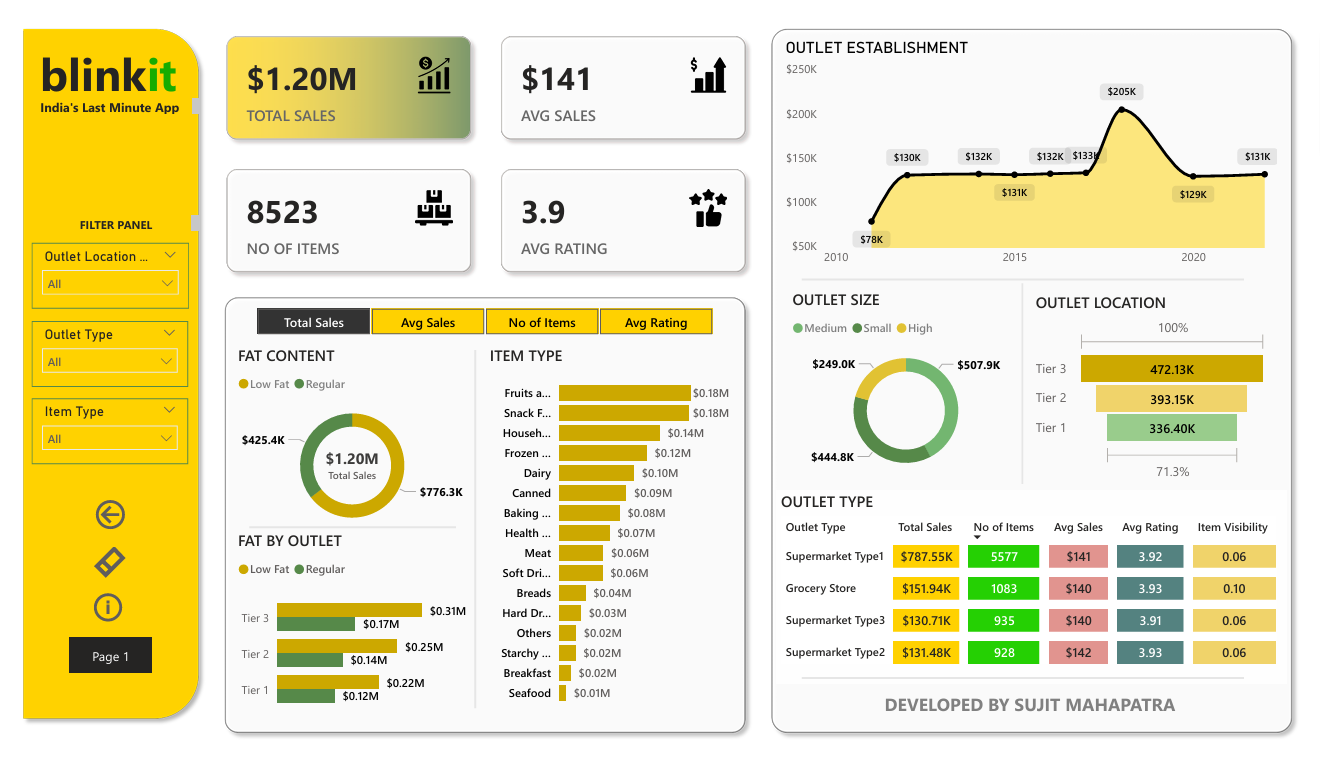 blinkit
India's Last Minute App
FILTER PANEL
Outlet Location ...
All
Outlet Type
All
Item Type
All
Page 1
$1.20M
TOTAL SALES
$
$141
AVG SALES
$
8523
NO OF ITEMS
3.9
AVG RATING
Total Sales Avg Sales No of Items Avg Rating
FAT CONTENT
Low Fat Regular
$425.4K
$1.20M
Total Sales
$776.3K
FAT BY OUTLET
Low Fat Regular
Tier 3 $0.31M
$0.17M
Tier 2 $0.25M
$0.14M
Tier 1 $0.22M
$0.12M
ITEM TYPE
Fruits a... $0.18M
Snack F... $0.18M
Househ... $0.14M
Frozen ... $0.12M
Dairy $0.10M
Canned $0.09M
Baking ... $0.08M
Health ... $0.07M
Meat $0.06M
Soft Dri... $0.06M
Breads $0.04M
Hard Dr... $0.03M
Others $0.02M
Starchy ... $0.02M
Breakfast $0.02M
Seafood $0.01M
OUTLET ESTABLISHMENT
$250K
$200K
$150K
$100K
$50K
$78K
$130K
$132K
$131K
$132K
$133K
$205K
$129K
$131K
2010 2015 2020
OUTLET SIZE
Medium Small High
$249.0K
$507.9K
$444.8K
OUTLET LOCATION
100%
Tier 3 472.13K
Tier 2 393.15K
Tier 1 336.40K
71.3%
OUTLET TYPE
Outlet Type Total Sales No of Items Avg Sales Avg Rating Item Visibility
Supermarket Type1 $787.55K 5577 $141 3.92 0.06
Grocery Store $151.94K 1083 $140 3.93 0.10
Supermarket Type3 $130.71K 935 $140 3.91 0.06
Supermarket Type2 $131.48K 928 $142 3.93 0.06
DEVELOPED BY SUJIT MAHAPATRA